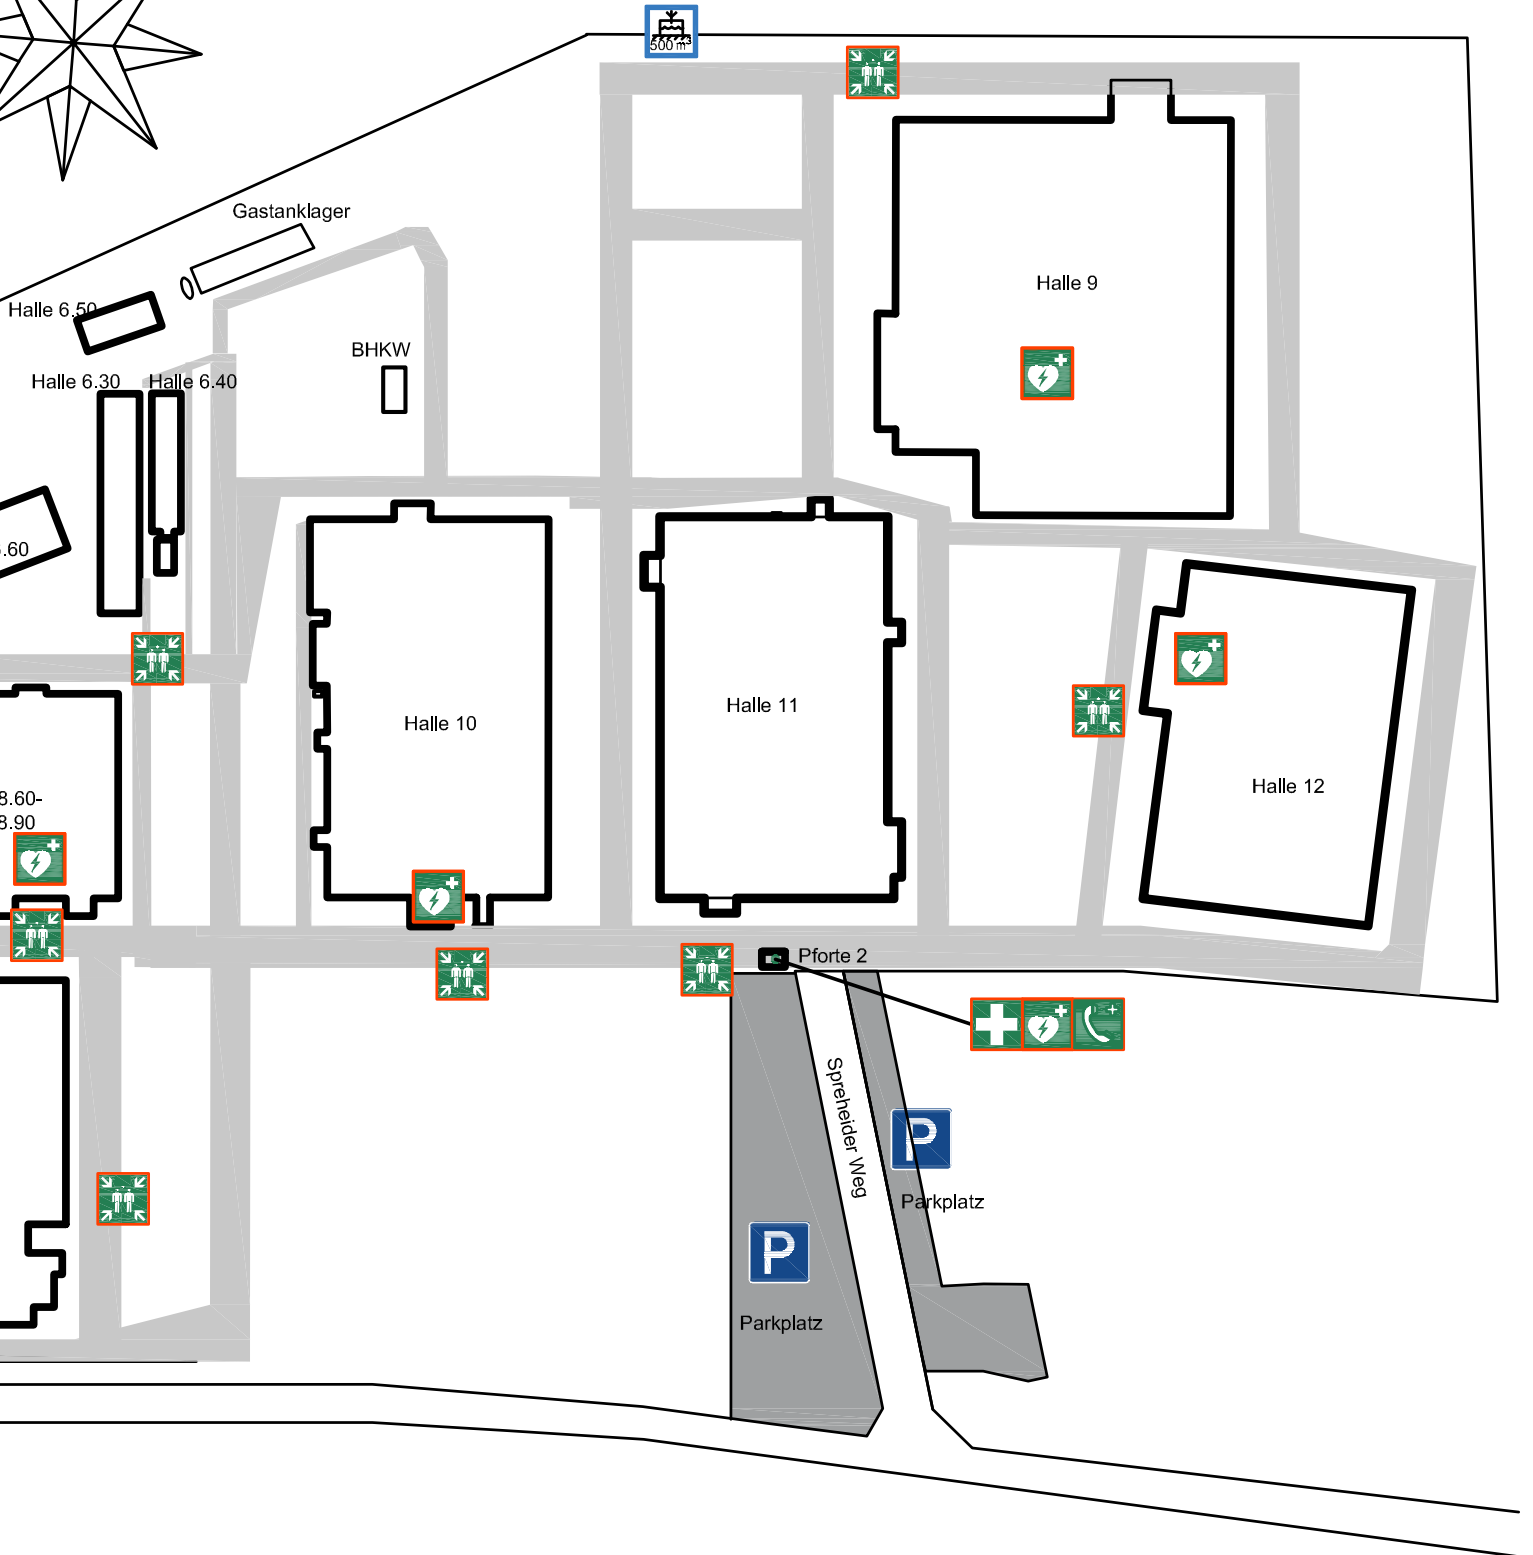 500 m³
Gastanklager
Halle 9
Halle 6.50
BHKW
Halle 6.30
Halle 6.40
.60
Halle 10
Halle 11
Halle 12
8.60-
8.90
Pforte 2
Spreheider Weg
P
Parkplatz
P
Parkplatz